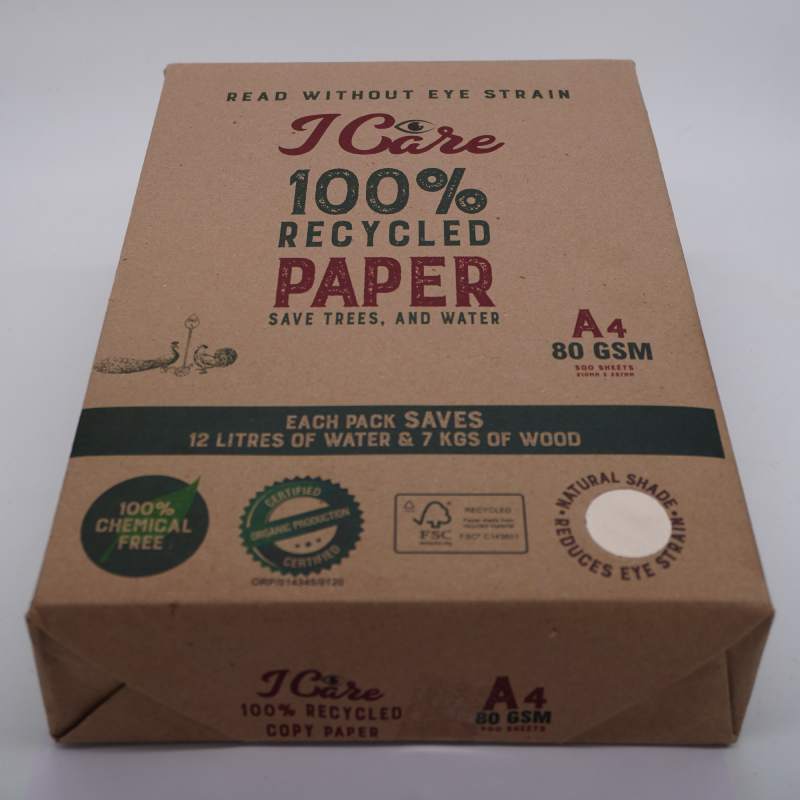 READ WITHOUT EYE STRAIN
I Care
100%
RECYCLED
PAPER
SAVE TREES, AND WATER
A4
80 GSM
500 SHEETS
210MM X 297MM
EACH PACK SAVES
12 LITRES OF WATER & 7 KGS OF WOOD
100%
CHEMICAL
FREE
CERTIFIED
ORGANIC PRODUCTION
CERTIFIED
FSC
RECYCLED
NATURAL SHADE
REDUCES EYE STRAIN
I Care
100% RECYCLED
COPY PAPER
A4
80 GSM
500 SHEETS